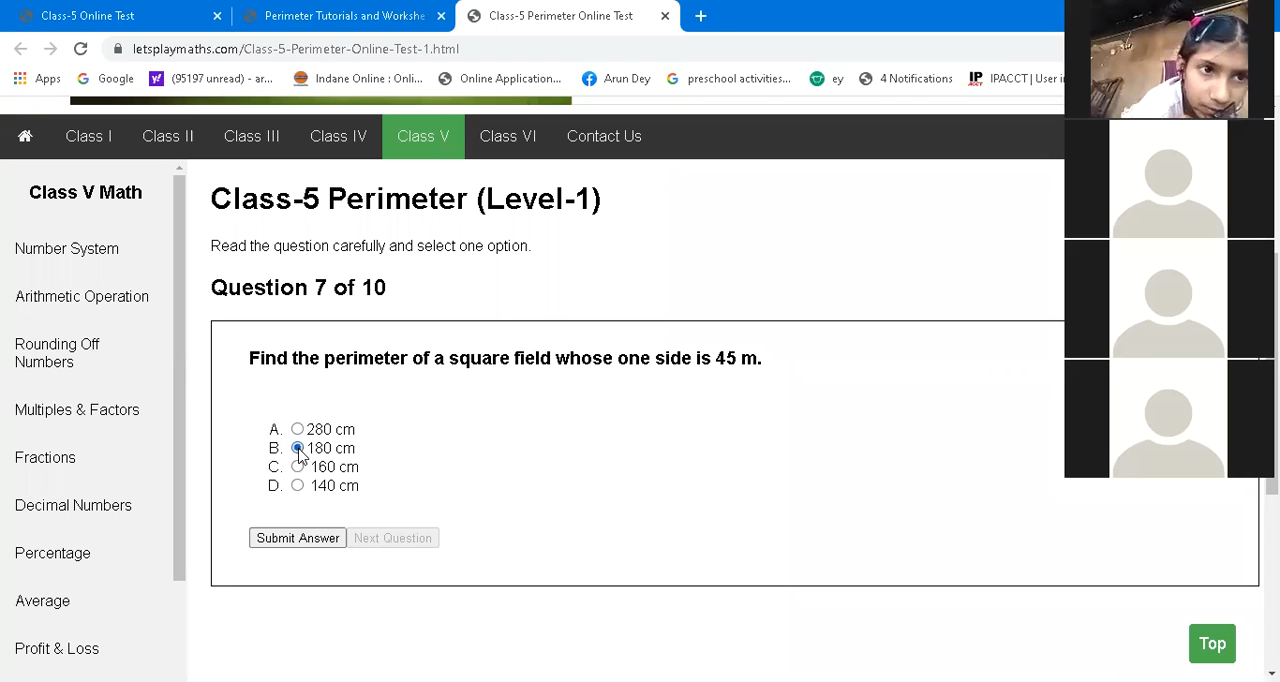 Class-5 Online Test
Perimeter Tutorials and Workshe
Class-5 Perimeter Online Test
letsplaymaths.com/Class-5-Perimeter-Online-Test-1.html
Apps
Google
(95197 unread) - ar...
Indane Online : Onli...
Online Application...
Arun Dey
preschool activities...
ey
4 Notifications
IPACCT | User i
Class I
Class II
Class III
Class IV
Class V
Class VI
Contact Us
Class V Math
Number System
Arithmetic Operation
Rounding Off
Numbers
Multiples & Factors
Fractions
Decimal Numbers
Percentage
Average
Profit & Loss
Class-5 Perimeter (Level-1)
Read the question carefully and select one option.
Question 7 of 10
Find the perimeter of a square field whose one side is 45 m.
A. 280 cm
B. 180 cm
C. 160 cm
D. 140 cm
Submit Answer
Next Question
Top